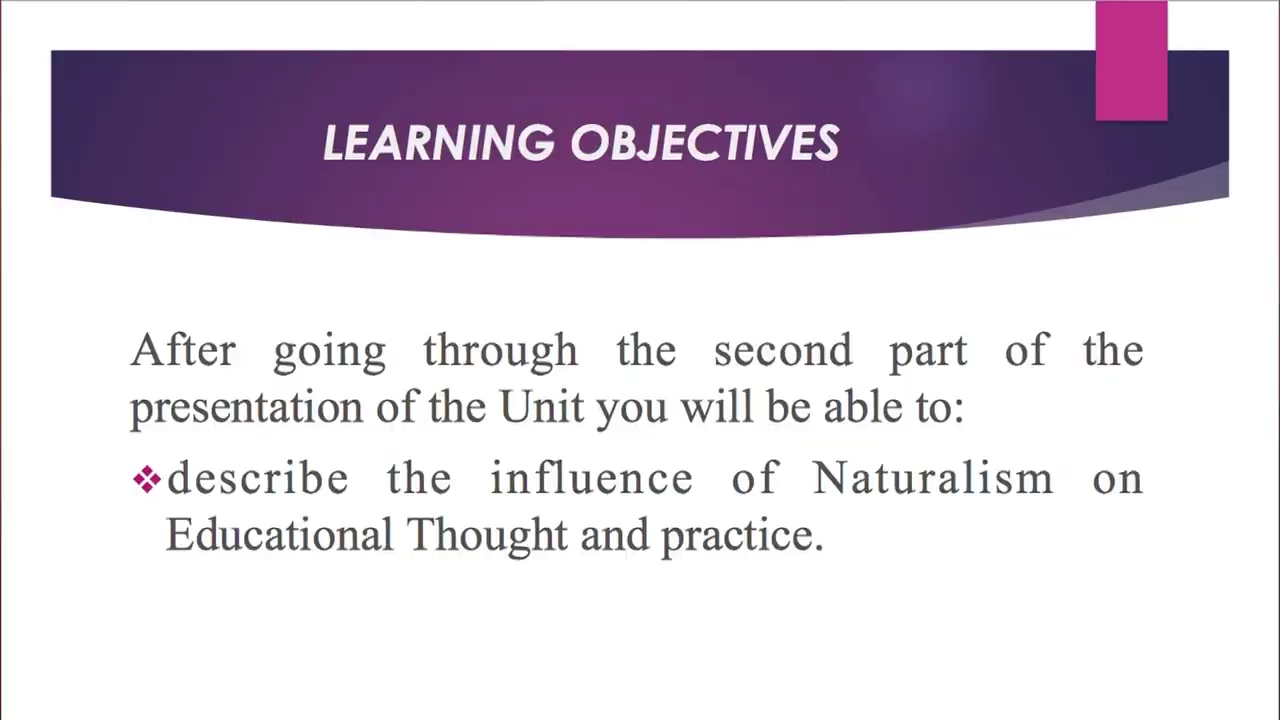 LEARNING OBJECTIVES
After going through the second part of the
presentation of the Unit you will be able to:
❖describe the influence of Naturalism on
Educational Thought and practice.